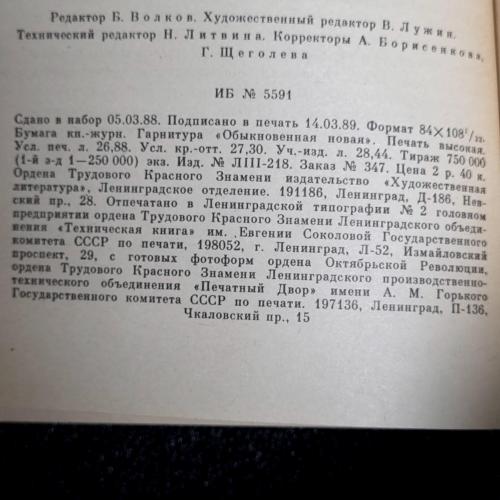 Редактор Б. Волков. Художественный редактор В. Лужин.
Технический редактор Н. Литвина. Корректоры А. Борисенкова,
Г. Щеголева
ИБ № 5591
Сдано в набор 05.03.88. Подписано в печать 14.03.89. Формат 84×108¹/₃₂.
Бумага кн.-журн. Гарнитура «Обыкновенная новая». Печать высокая.
Усл. печ. л. 26,88. Усл. кр.-отт. 27,30. Уч.-изд. л. 28,44. Тираж 750 000
(1-й з-д 1—250 000) экз. Изд. № ЛIII-218. Заказ № 347. Цена 2 р. 40 к.
Ордена Трудового Красного Знамени издательство «Художественная
литература», Ленинградское отделение. 191186, Ленинград, Д-186, Нев-
ский пр., 28. Отпечатано в Ленинградской типографии № 2 головном
предприятии ордена Трудового Красного Знамени Ленинградского объеди-
нения «Техническая книга» им. Евгении Соколовой Государственного
комитета СССР по печати, 198052, г. Ленинград, Л-52, Измайловский
проспект, 29, с готовых фотоформ ордена Октябрьской Революции,
ордена Трудового Красного Знамени Ленинградского производственно-
технического объединения «Печатный Двор» имени А. М. Горького
Государственного комитета СССР по печати. 197136, Ленинград, П-136,
Чкаловский пр., 15